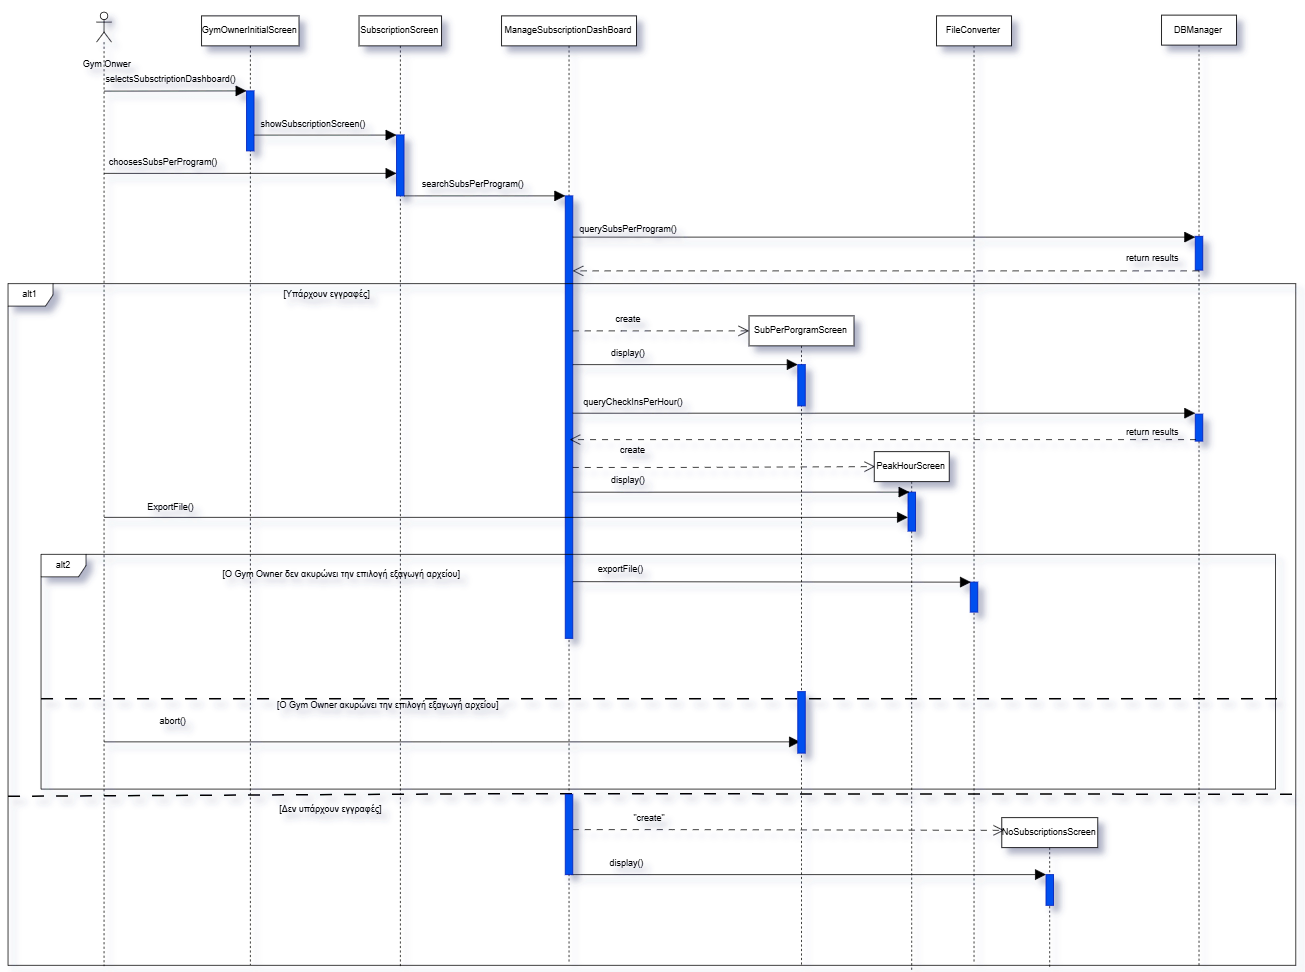 GymOwnerInitialScreen
SubscriptionScreen
ManageSubscriptionDashBoard
FileConverter
DBManager
Gym Onwer
selectsSubsctriptionDashboard()
showSubscriptionScreen()
choosesSubsPerProgram()
searchSubsPerProgram()
querySubsPerProgram()
return results
alt1
[Υπάρχουν εγγραφές]
create
SubPerPorgramScreen
display()
queryCheckInsPerHour()
return results
create
PeakHourScreen
display()
ExportFile()
alt2
[Ο Gym Owner δεν ακυρώνει την επιλογή εξαγωγή αρχείου]
exportFile()
[Ο Gym Owner ακυρώνει την επιλογή εξαγωγή αρχείου]
abort()
[Δεν υπάρχουν εγγραφές]
"create"
NoSubscriptionsScreen
display()